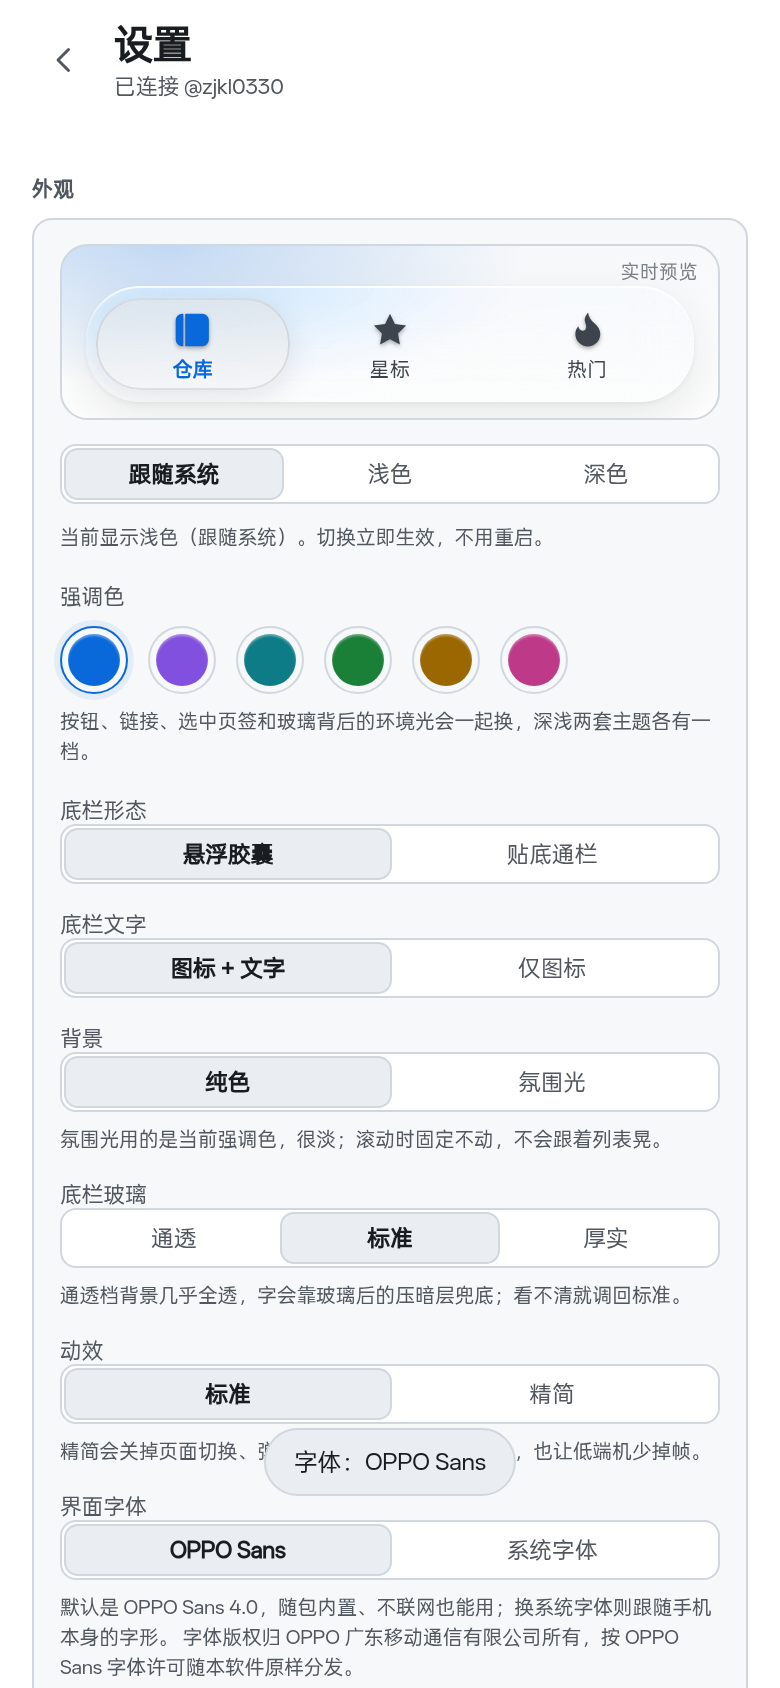 设置
已连接 @zjkl0330
外观
实时预览
仓库
星标
热门
跟随系统
浅色
深色
当前显示浅色（跟随系统）。切换立即生效，不用重启。
强调色
按钮、链接、选中页签和玻璃背后的环境光会一起换，深浅两套主题各有一
档。
底栏形态
悬浮胶囊
贴底通栏
底栏文字
图标 + 文字
仅图标
背景
纯色
氛围光
氛围光用的是当前强调色，很淡；滚动时固定不动，不会跟着列表晃。
底栏玻璃
通透
标准
厚实
通透档背景几乎全透，字会靠玻璃后的压暗层兜底；看不清就调回标准。
动效
标准
精简
精简会关掉页面切换、
，也让低端机少掉帧。
字体：OPPO Sans
界面字体
OPPO Sans
系统字体
默认是 OPPO Sans 4.0，随包内置、不联网也能用；换系统字体则跟随手机
本身的字形。 字体版权归 OPPO 广东移动通信有限公司所有，按 OPPO
Sans 字体许可随本软件原样分发。